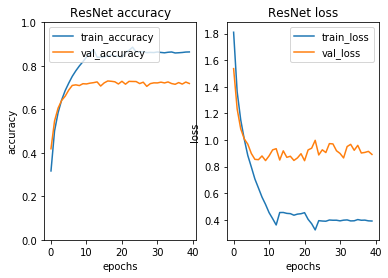 ResNet accuracy
train_accuracy
val_accuracy
accuracy
1.0
0.8
0.6
0.4
0.2
0.0
0
10
20
30
40
epochs
ResNet loss
train_loss
val_loss
loss
1.8
1.6
1.4
1.2
1.0
0.8
0.6
0.4
0
10
20
30
40
epochs